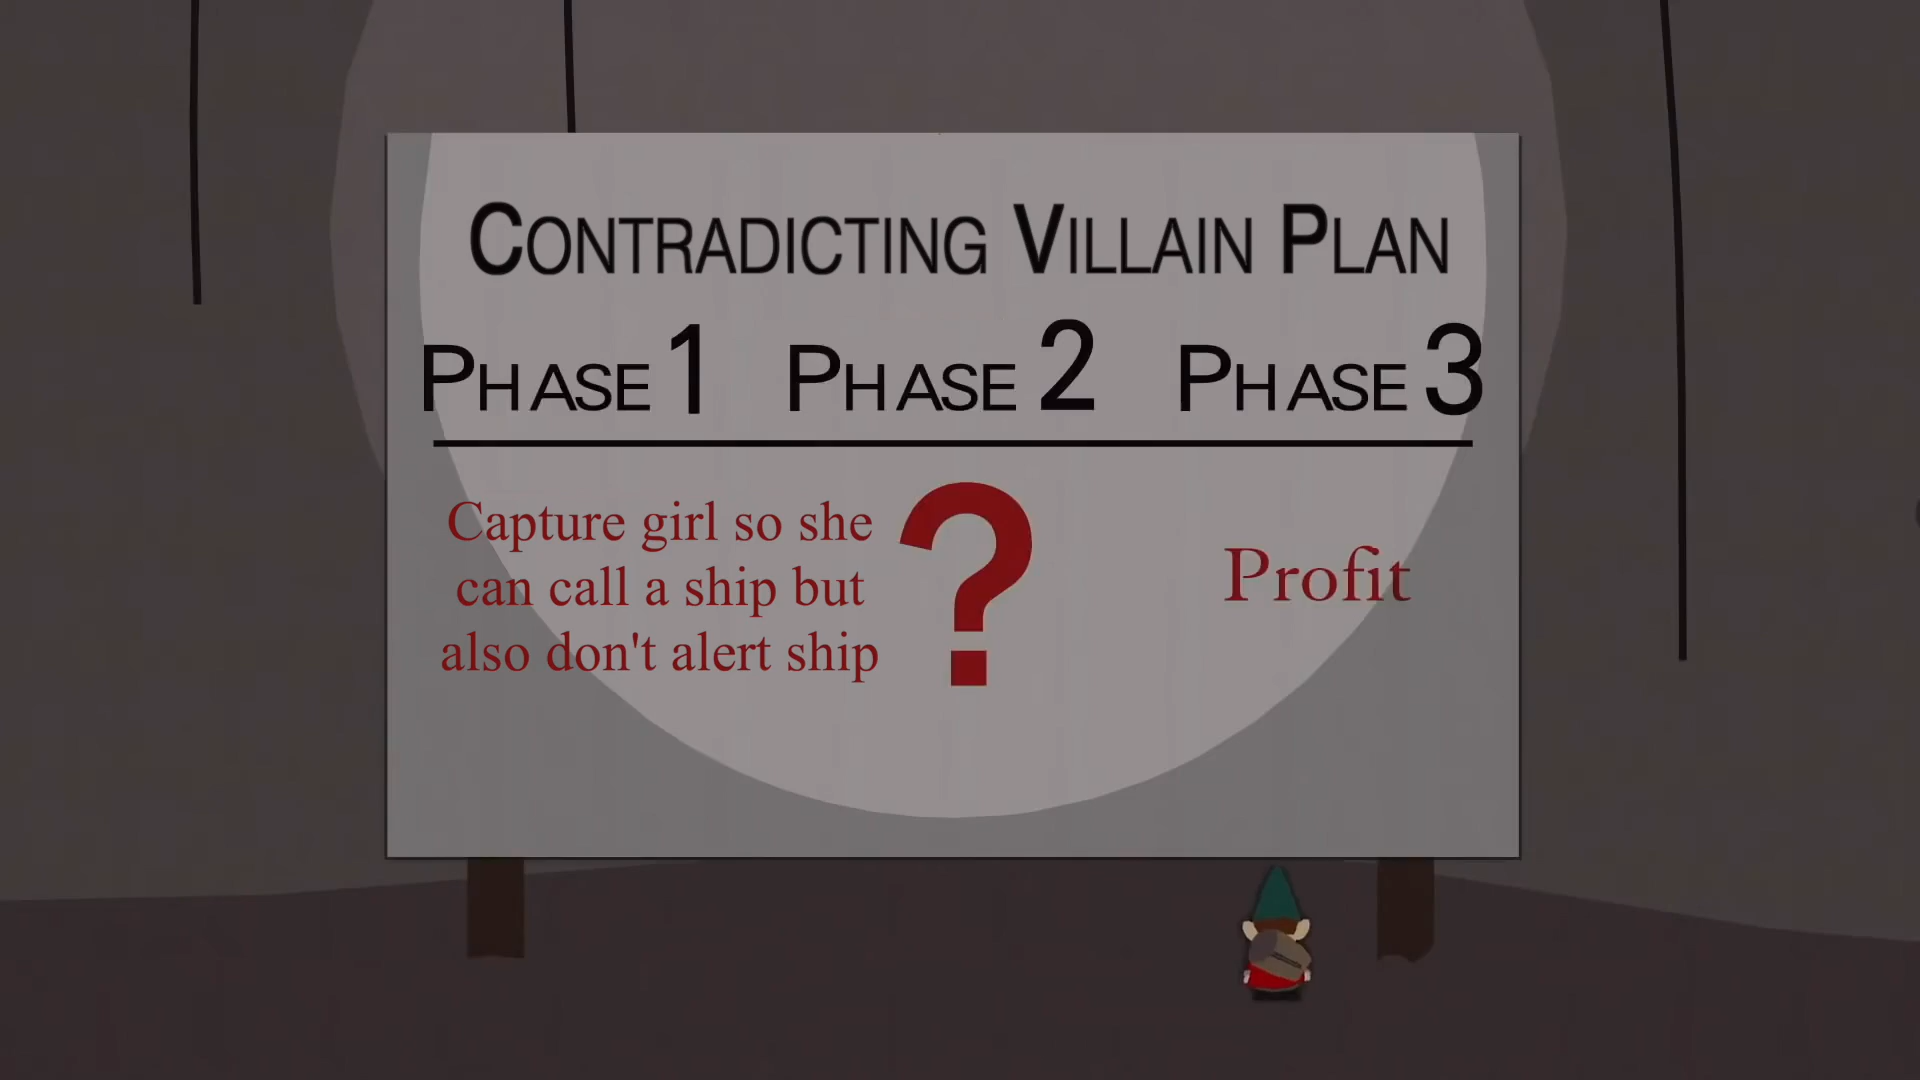 Contradicting Villain Plan
Phase 1 Phase 2 Phase 3
Capture girl so she
can call a ship but
also don't alert ship
?
Profit